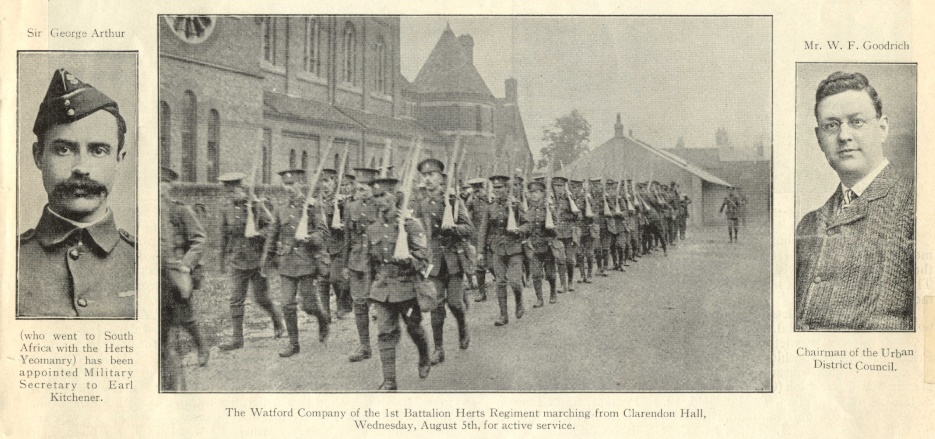 Sir George Arthur
(who went to South
Africa with the Herts
Yeomanry) has been
appointed Military
Secretary to Earl
Kitchener.
The Watford Company of the 1st Battalion Herts Regiment marching from Clarendon Hall,
Wednesday, August 5th, for active service.
Mr. W. F. Goodrich
Chairman of the Urban
District Council.